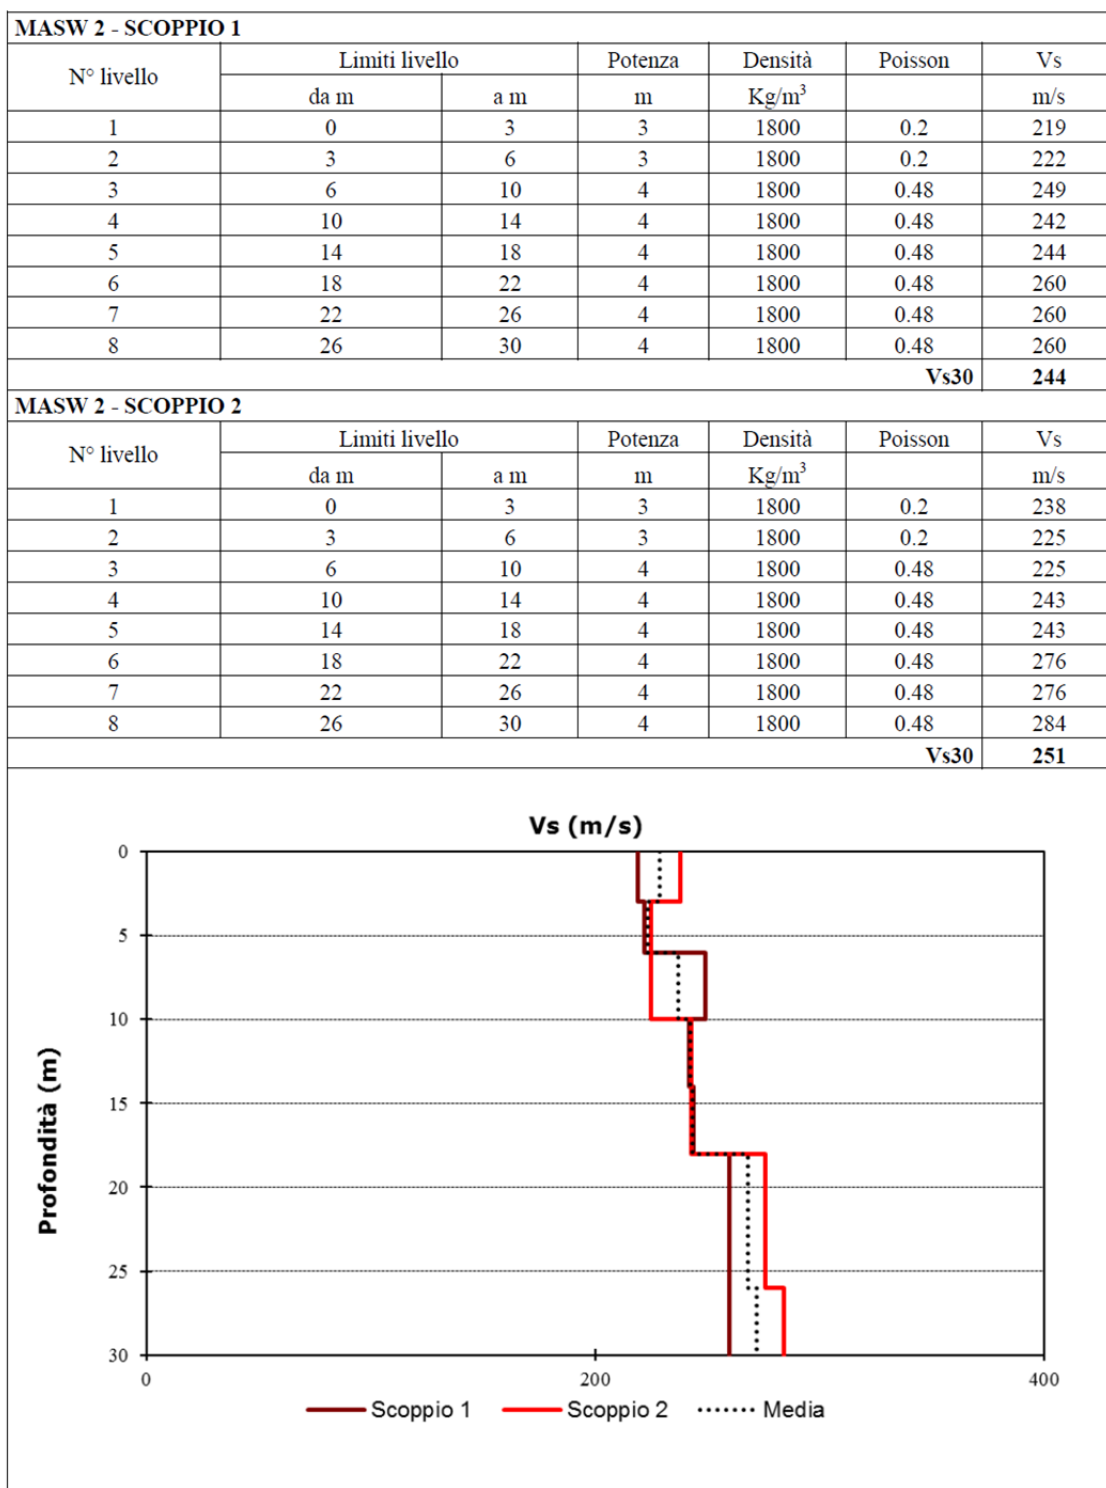 MASW 2 - SCOPPIO 1
N° livello Limiti livello Potenza Densità Poisson Vs
da m a m m Kg/m³ m/s
1 0 3 3 1800 0.2 219
2 3 6 3 1800 0.2 222
3 6 10 4 1800 0.48 249
4 10 14 4 1800 0.48 242
5 14 18 4 1800 0.48 244
6 18 22 4 1800 0.48 260
7 22 26 4 1800 0.48 260
8 26 30 4 1800 0.48 260
Vs30 244
MASW 2 - SCOPPIO 2
N° livello Limiti livello Potenza Densità Poisson Vs
da m a m m Kg/m³ m/s
1 0 3 3 1800 0.2 238
2 3 6 3 1800 0.2 225
3 6 10 4 1800 0.48 225
4 10 14 4 1800 0.48 243
5 14 18 4 1800 0.48 243
6 18 22 4 1800 0.48 276
7 22 26 4 1800 0.48 276
8 26 30 4 1800 0.48 284
Vs30 251
Vs (m/s)
Profondità (m)
0
5
10
15
20
25
30
0 200 400
Scoppio 1 Scoppio 2 Media